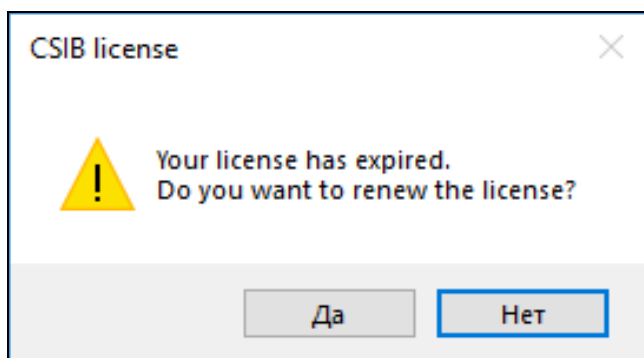 CSIB license
Your license has expired.
Do you want to renew the license?
Да
Нет